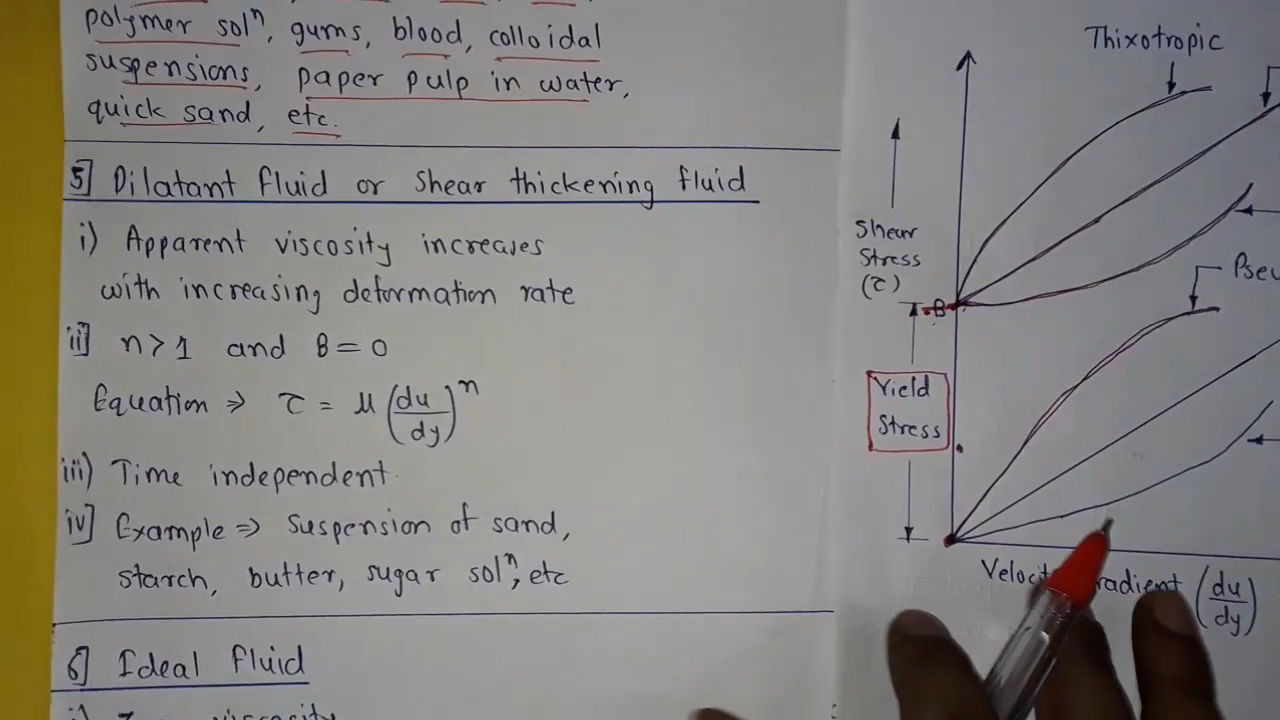 polymer solⁿ, gums, blood, colloidal
suspensions, paper pulp in water,
quick sand, etc.
5] Dilatant fluid or shear thickening fluid
i) Apparent viscosity increases
with increasing deformation rate
ii] n>1 and B=0
Equation ⇒ τ = μ (du/dy)ⁿ
iii) Time independent.
iv] Example ⇒ suspension of sand,
starch, butter, sugar solⁿ, etc
6] Ideal fluid
viscosity
Thixotropic
Shear
Stress
(τ)
B
Yield
Stress
Velocity gradient (du/dy)